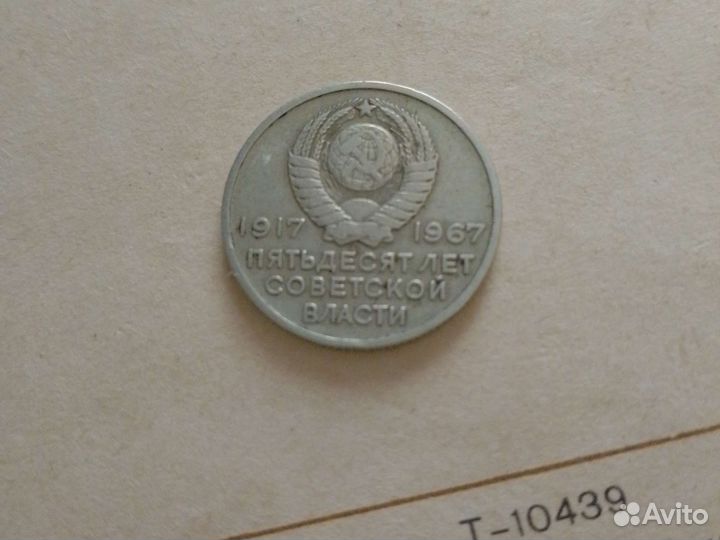 1917 1967
ПЯТЬДЕСЯТ ЛЕТ
СОВЕТСКОЙ
ВЛАСТИ
Т-10439
Avito